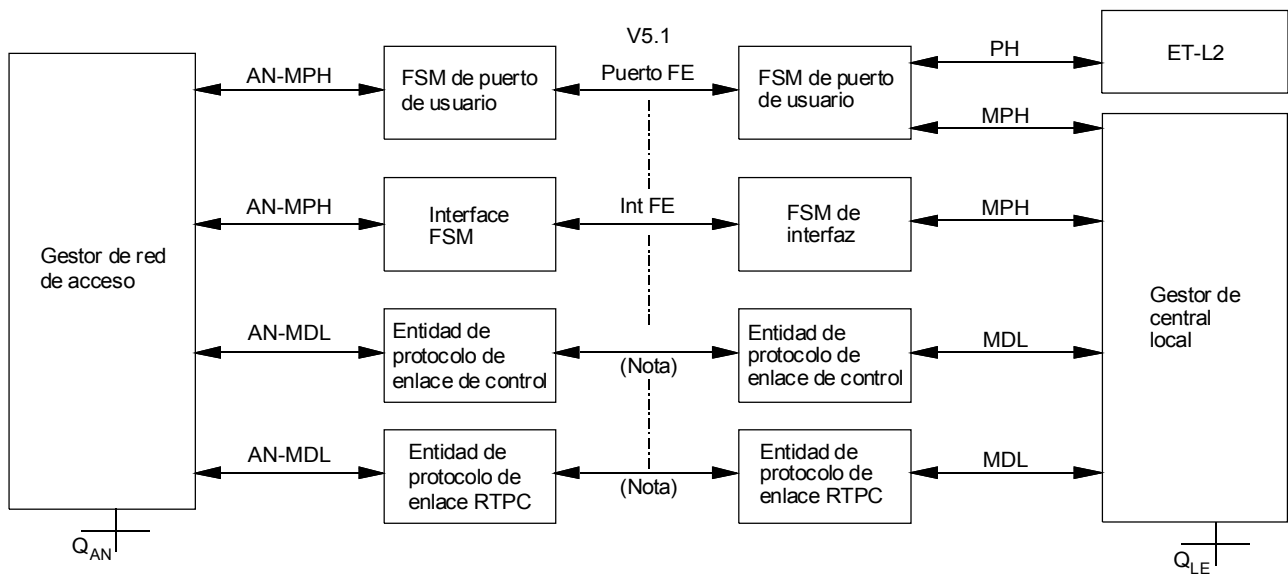 V5.1
PH
ET-L2
AN-MPH
FSM de puerto
de usuario
Puerto FE
FSM de puerto
de usuario
MPH
AN-MPH
Interface
FSM
Int FE
FSM de
interfaz
MPH
Gestor de red
de acceso
Gestor de
central
local
AN-MDL
Entidad de
protocolo de
enlace de control
(Nota)
Entidad de
protocolo de
enlace de control
MDL
AN-MDL
Entidad de
protocolo de
enlace RTPC
(Nota)
Entidad de
protocolo de
enlace RTPC
MDL
QAN
QLE